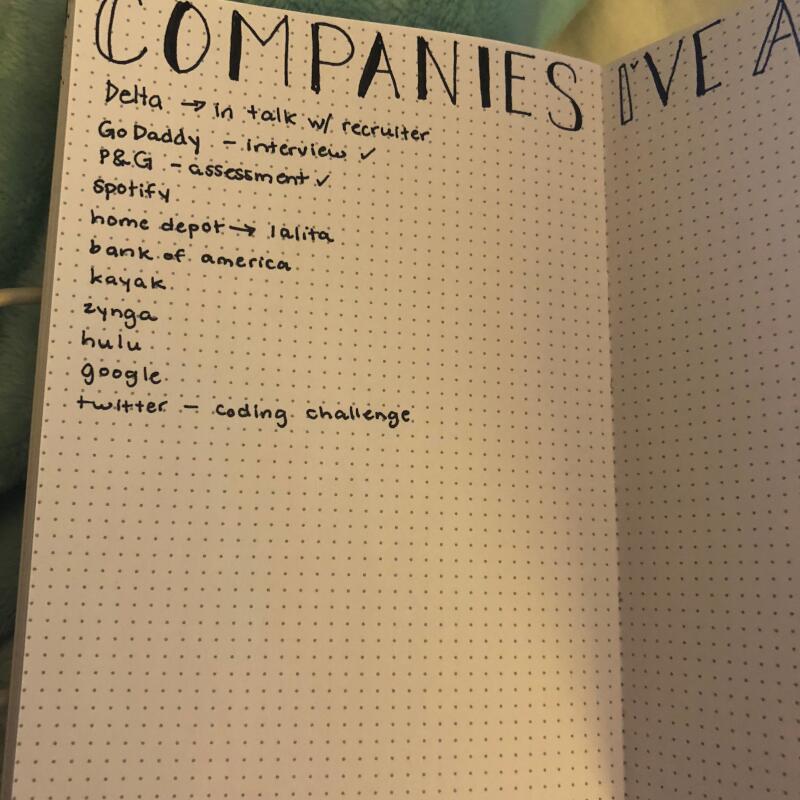 COMPANIES I'VE A
Delta → in talk w/ recruiter
GoDaddy - interview ✓
P&G - assessment ✓
spotify
home depot → lalita
bank of america
kayak
zynga
hulu
google
twitter - coding challenge